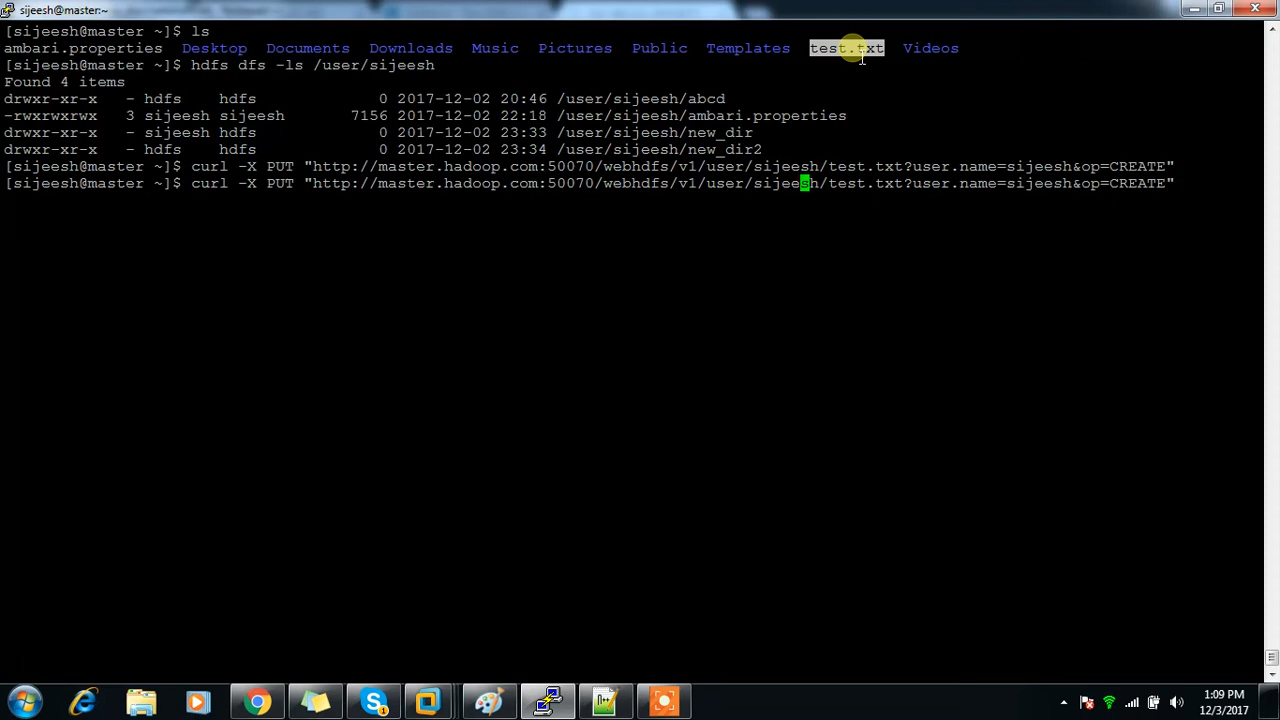 sijeesh@master:~
[sijeesh@master ~]$ ls
ambari.properties  Desktop  Documents  Downloads  Music  Pictures  Public  Templates  test.txt  Videos
[sijeesh@master ~]$ hdfs dfs -ls /user/sijeesh
Found 4 items
drwxr-xr-x   - hdfs    hdfs             0 2017-12-02 20:46 /user/sijeesh/abcd
-rwxrwxrwx   3 sijeesh sijeesh       7156 2017-12-02 22:18 /user/sijeesh/ambari.properties
drwxr-xr-x   - sijeesh hdfs             0 2017-12-02 23:33 /user/sijeesh/new_dir
drwxr-xr-x   - hdfs    hdfs             0 2017-12-02 23:34 /user/sijeesh/new_dir2
[sijeesh@master ~]$ curl -X PUT "http://master.hadoop.com:50070/webhdfs/v1/user/sijeesh/test.txt?user.name=sijeesh&op=CREATE"
[sijeesh@master ~]$ curl -X PUT "http://master.hadoop.com:50070/webhdfs/v1/user/sijeesh/test.txt?user.name=sijeesh&op=CREATE"
1:09 PM
12/3/2017